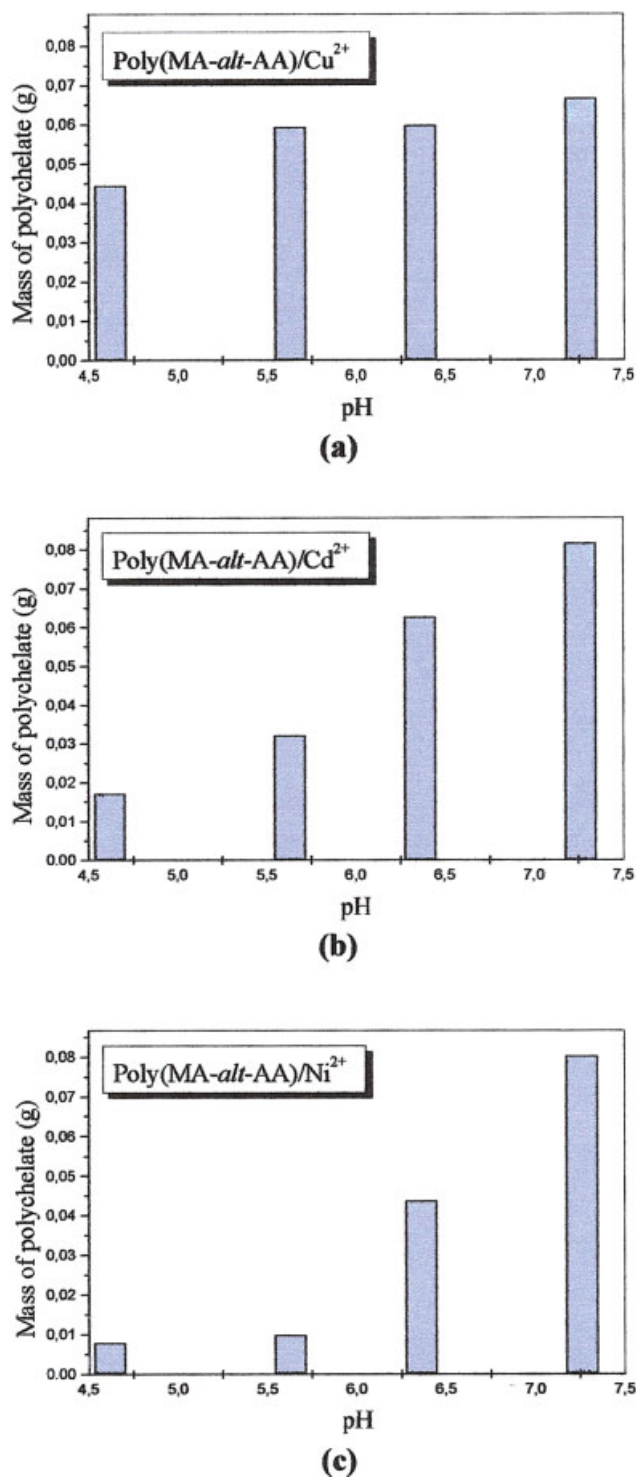 Poly(MA-alt-AA)/Cu²⁺
Mass of polychelate (g)
0,08
0,07
0,06
0,05
0,04
0,03
0,02
0,01
0,00
4,5 5,0 5,5 6,0 6,5 7,0 7,5
pH
(a)
Poly(MA-alt-AA)/Cd²⁺
Mass of polychelate (g)
0,08
0,07
0,06
0,05
0,04
0,03
0,02
0,01
0.00
4,5 5,0 5,5 6,0 6,5 7,0 7,5
pH
(b)
Poly(MA-alt-AA)/Ni²⁺
Mass of polychelate (g)
0,08
0,07
0,06
0,05
0,04
0,03
0,02
0,01
0.00
4,5 5,0 5,5 6,0 6,5 7,0 7,5
pH
(c)